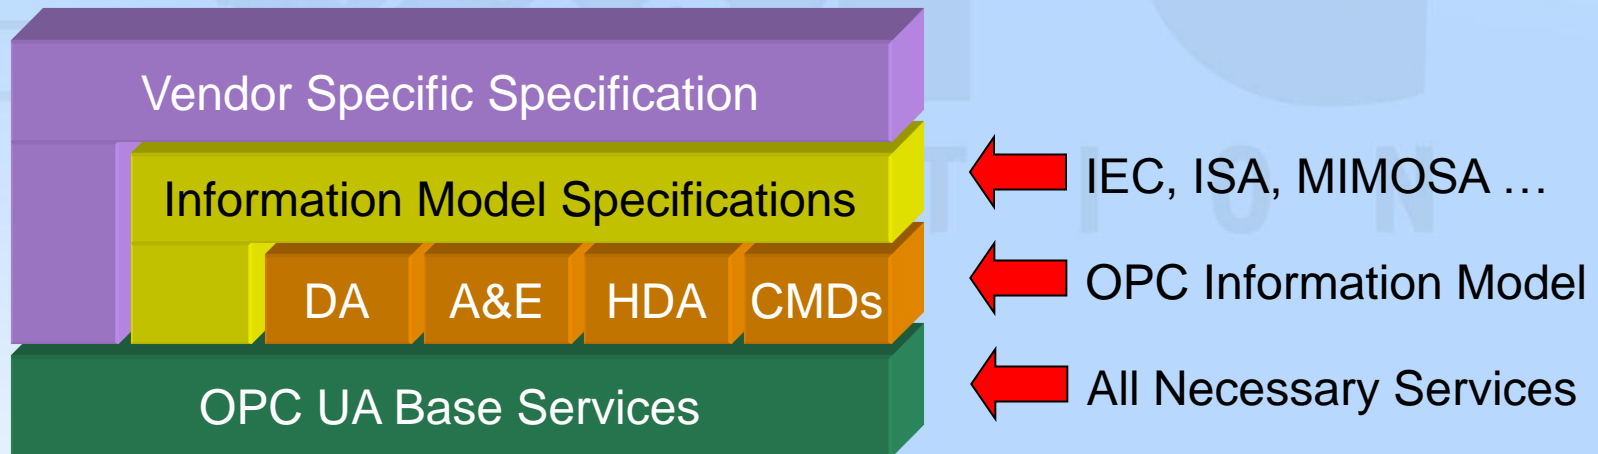 Vendor Specific Specification
Information Model Specifications
IEC, ISA, MIMOSA …
DA A&E HDA CMDs
OPC Information Model
OPC UA Base Services
All Necessary Services
T I O N